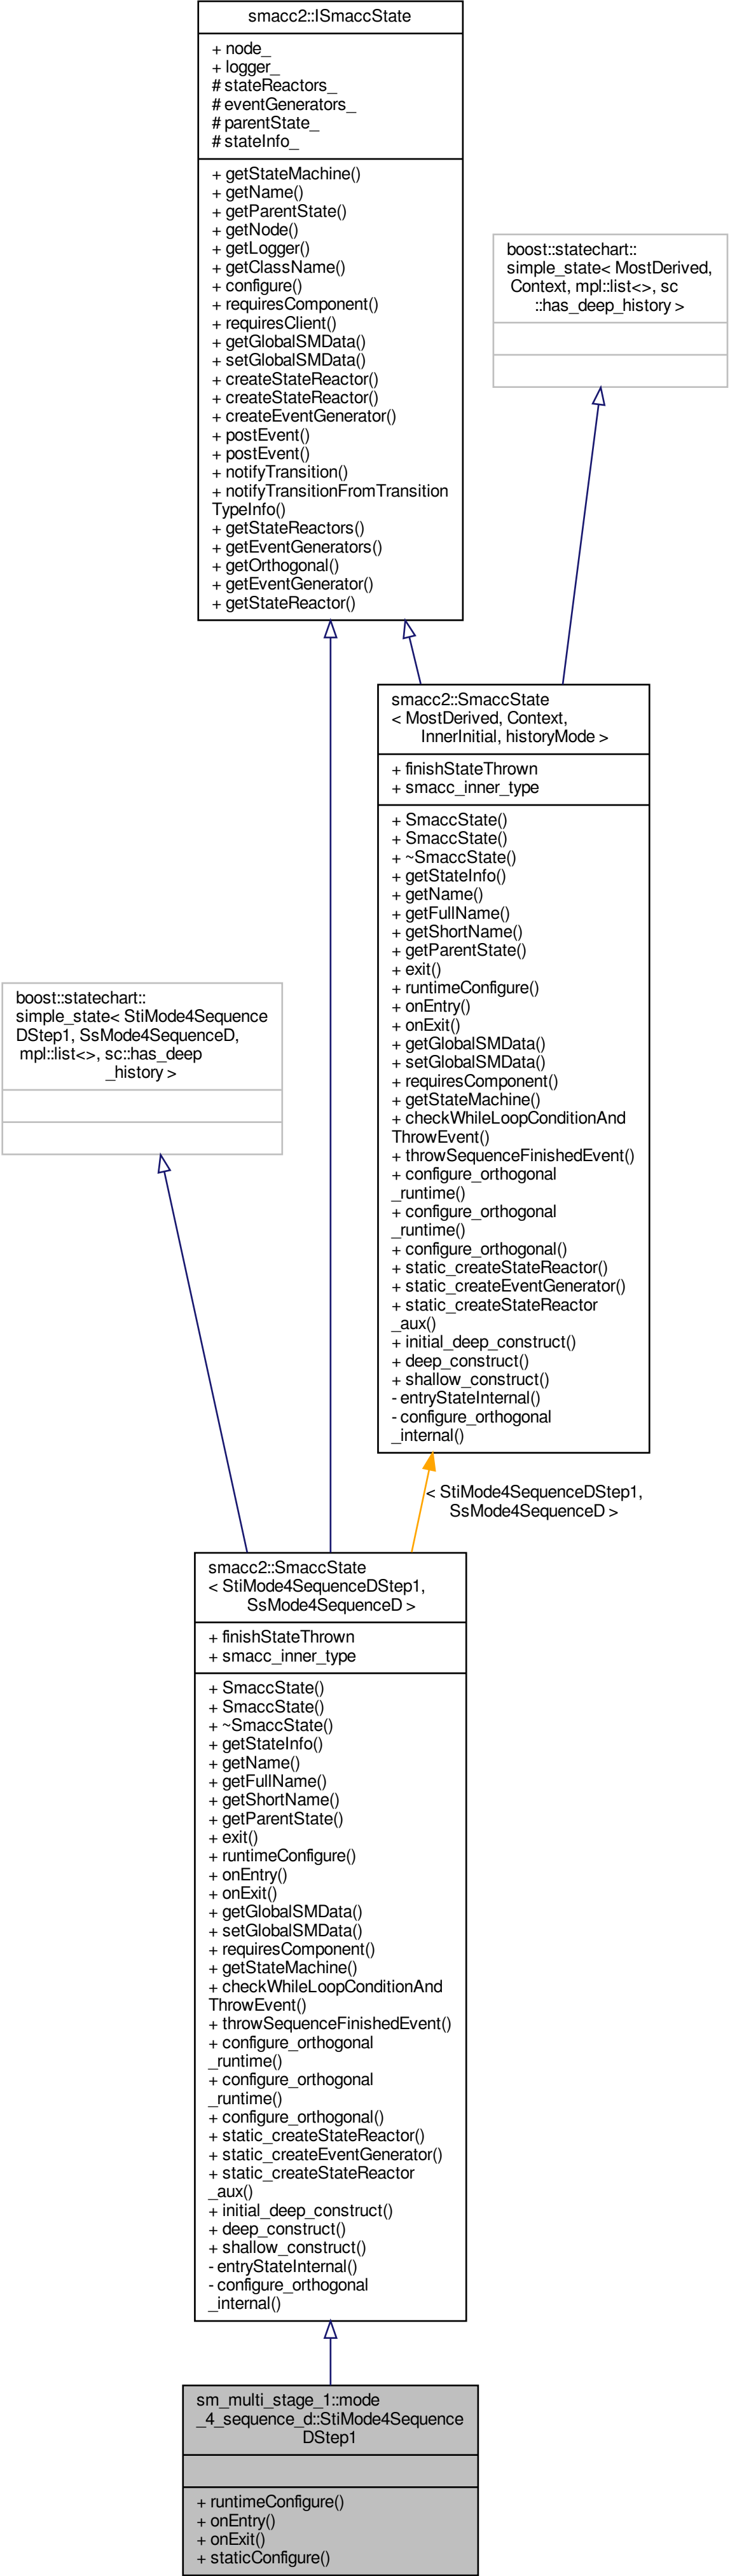 smacc2::ISmaccState
+ node_
+ logger_
# stateReactors_
# eventGenerators_
# parentState_
# stateInfo_
+ getStateMachine()
+ getName()
+ getParentState()
+ getNode()
+ getLogger()
+ getClassName()
+ configure()
+ requiresComponent()
+ requiresClient()
+ getGlobalSMData()
+ setGlobalSMData()
+ createStateReactor()
+ createStateReactor()
+ createEventGenerator()
+ postEvent()
+ postEvent()
+ notifyTransition()
+ notifyTransitionFromTransition
TypeInfo()
+ getStateReactors()
+ getEventGenerators()
+ getOrthogonal()
+ getEventGenerator()
+ getStateReactor()
boost::statechart::
simple_state< MostDerived,
Context, mpl::list<>, sc
::has_deep_history >
smacc2::SmaccState
< MostDerived, Context,
InnerInitial, historyMode >
+ finishStateThrown
+ smacc_inner_type
+ SmaccState()
+ SmaccState()
+ ~SmaccState()
+ getStateInfo()
+ getName()
+ getFullName()
+ getShortName()
+ getParentState()
+ exit()
+ runtimeConfigure()
+ onEntry()
+ onExit()
+ getGlobalSMData()
+ setGlobalSMData()
+ requiresComponent()
+ getStateMachine()
+ checkWhileLoopConditionAnd
ThrowEvent()
+ throwSequenceFinishedEvent()
+ configure_orthogonal
_runtime()
+ configure_orthogonal
_runtime()
+ configure_orthogonal()
+ static_createStateReactor()
+ static_createEventGenerator()
+ static_createStateReactor
_aux()
+ initial_deep_construct()
+ deep_construct()
+ shallow_construct()
- entryStateInternal()
- configure_orthogonal
_internal()
boost::statechart::
simple_state< StiMode4Sequence
DStep1, SsMode4SequenceD,
mpl::list<>, sc::has_deep
_history >
< StiMode4SequenceDStep1,
SsMode4SequenceD >
smacc2::SmaccState
< StiMode4SequenceDStep1,
SsMode4SequenceD >
+ finishStateThrown
+ smacc_inner_type
+ SmaccState()
+ SmaccState()
+ ~SmaccState()
+ getStateInfo()
+ getName()
+ getFullName()
+ getShortName()
+ getParentState()
+ exit()
+ runtimeConfigure()
+ onEntry()
+ onExit()
+ getGlobalSMData()
+ setGlobalSMData()
+ requiresComponent()
+ getStateMachine()
+ checkWhileLoopConditionAnd
ThrowEvent()
+ throwSequenceFinishedEvent()
+ configure_orthogonal
_runtime()
+ configure_orthogonal
_runtime()
+ configure_orthogonal()
+ static_createStateReactor()
+ static_createEventGenerator()
+ static_createStateReactor
_aux()
+ initial_deep_construct()
+ deep_construct()
+ shallow_construct()
- entryStateInternal()
- configure_orthogonal
_internal()
sm_multi_stage_1::mode
_4_sequence_d::StiMode4Sequence
DStep1
+ runtimeConfigure()
+ onEntry()
+ onExit()
+ staticConfigure()